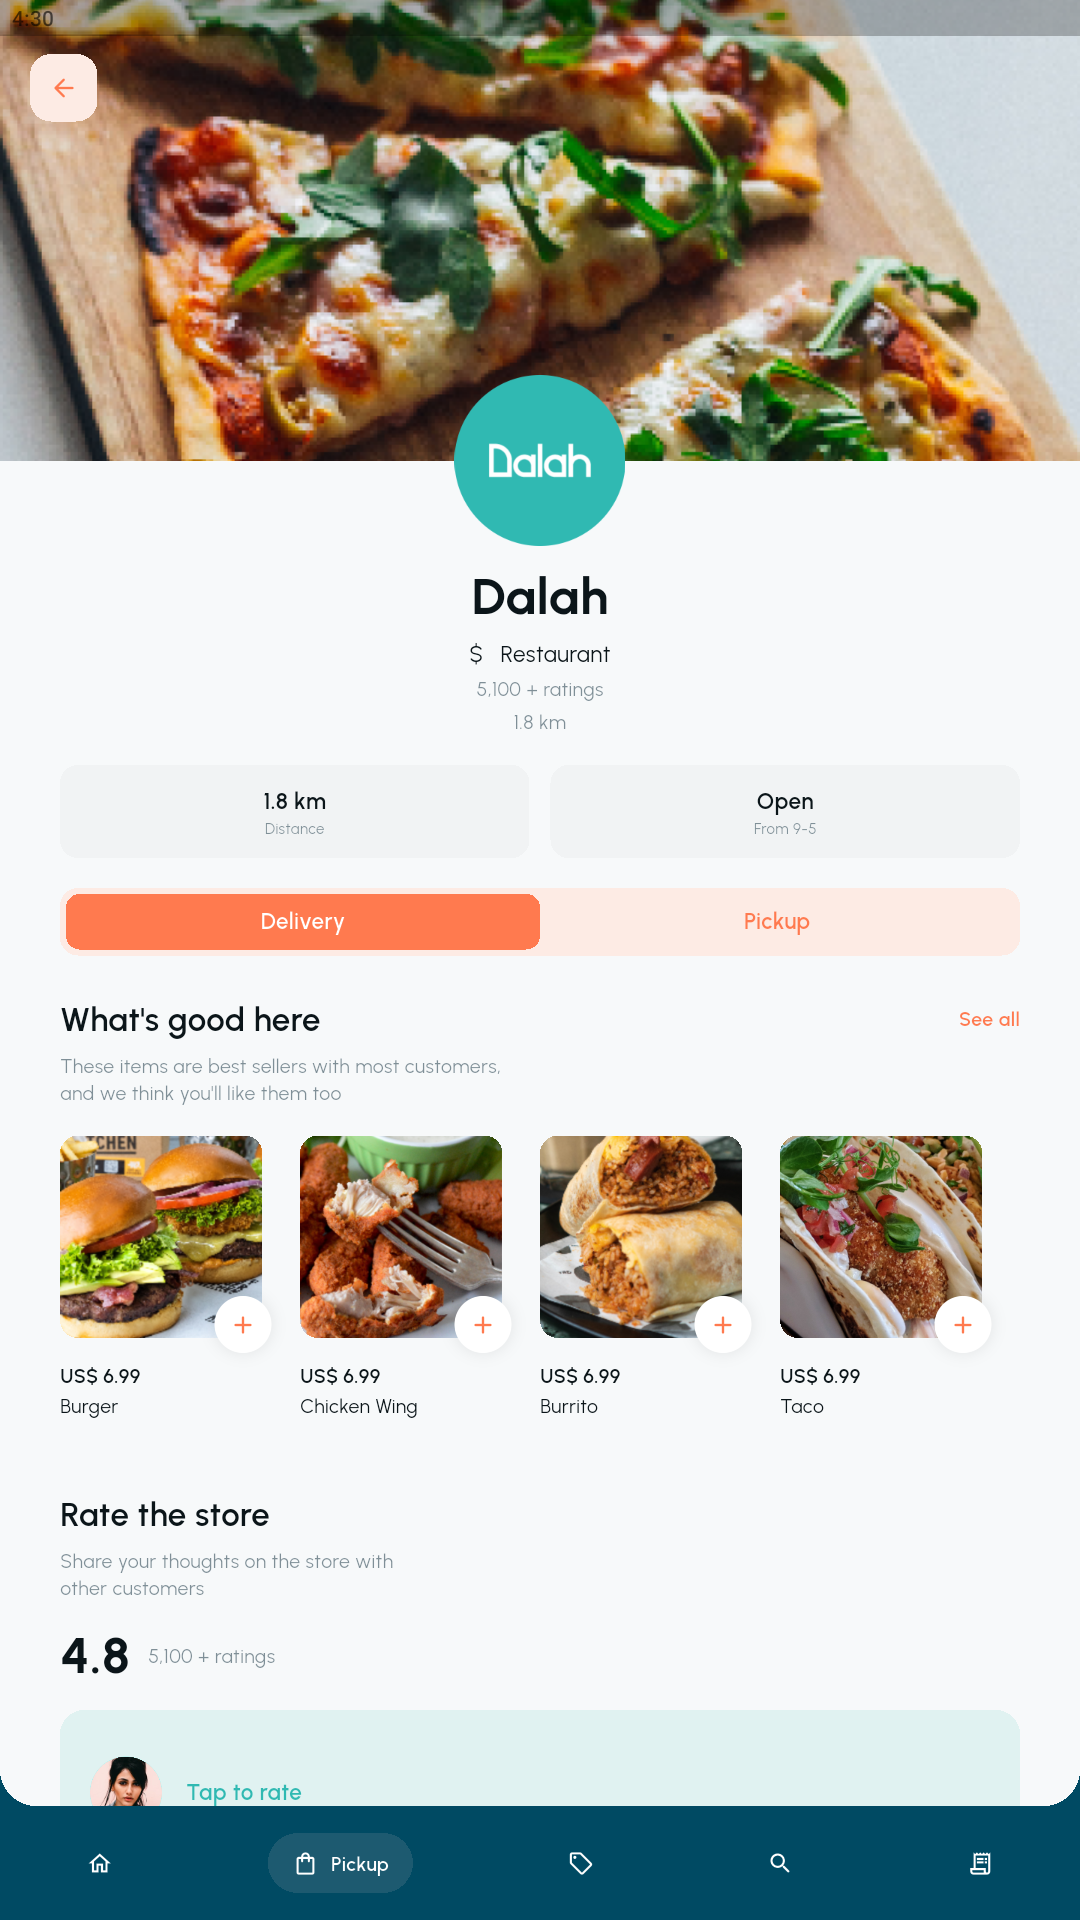 4:30
Dalah
Dalah
$ Restaurant
5,100 + ratings
1.8 km
1.8 km
Distance
Open
From 9-5
Delivery
Pickup
What's good here
See all
These items are best sellers with most customers,
and we think you'll like them too
CHEN
US$ 6.99
Burger
US$ 6.99
Chicken Wing
US$ 6.99
Burrito
US$ 6.99
Taco
Rate the store
Share your thoughts on the store with
other customers
4.8
5,100 + ratings
Tap to rate
Pickup